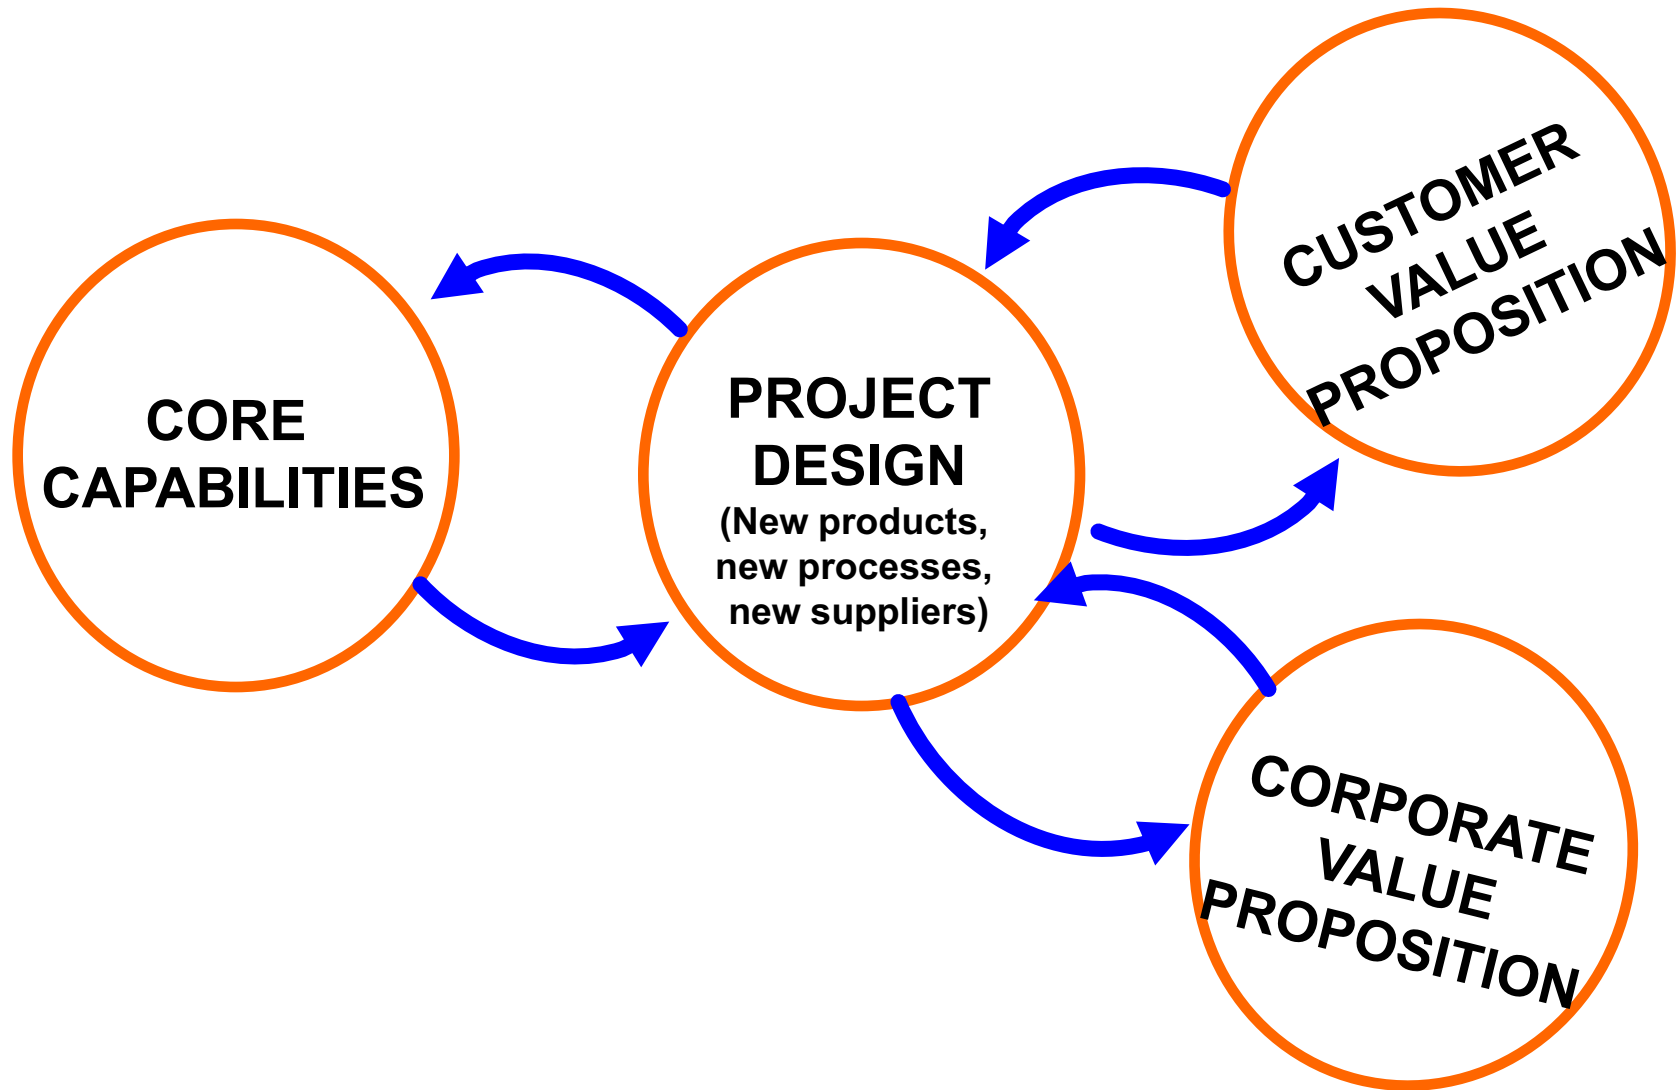 CORE
CAPABILITIES
PROJECT
DESIGN
(New products,
new processes,
new suppliers)
CUSTOMER
VALUE
PROPOSITION
CORPORATE
VALUE
PROPOSITION